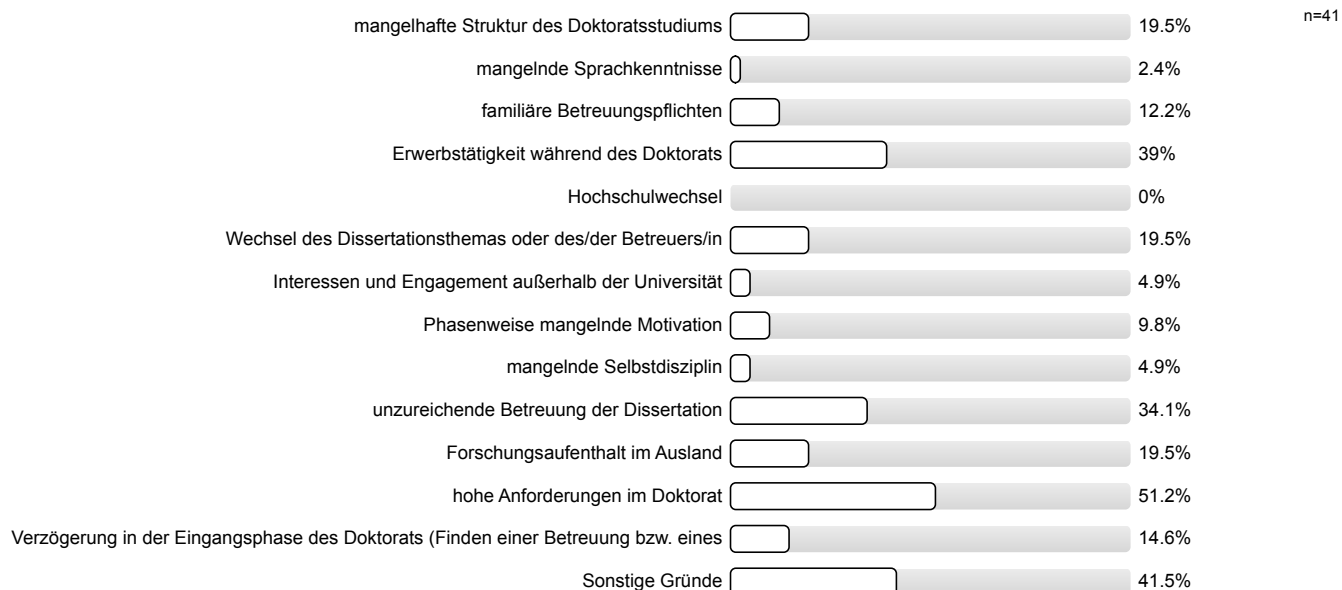 n=41
mangelhafte Struktur des Doktoratsstudiums 19.5%
mangelnde Sprachkenntnisse 2.4%
familiäre Betreuungspflichten 12.2%
Erwerbstätigkeit während des Doktorats 39%
Hochschulwechsel 0%
Wechsel des Dissertationsthemas oder des/der Betreuers/in 19.5%
Interessen und Engagement außerhalb der Universität 4.9%
Phasenweise mangelnde Motivation 9.8%
mangelnde Selbstdisziplin 4.9%
unzureichende Betreuung der Dissertation 34.1%
Forschungsaufenthalt im Ausland 19.5%
hohe Anforderungen im Doktorat 51.2%
Verzögerung in der Eingangsphase des Doktorats (Finden einer Betreuung bzw. eines 14.6%
Sonstige Gründe 41.5%